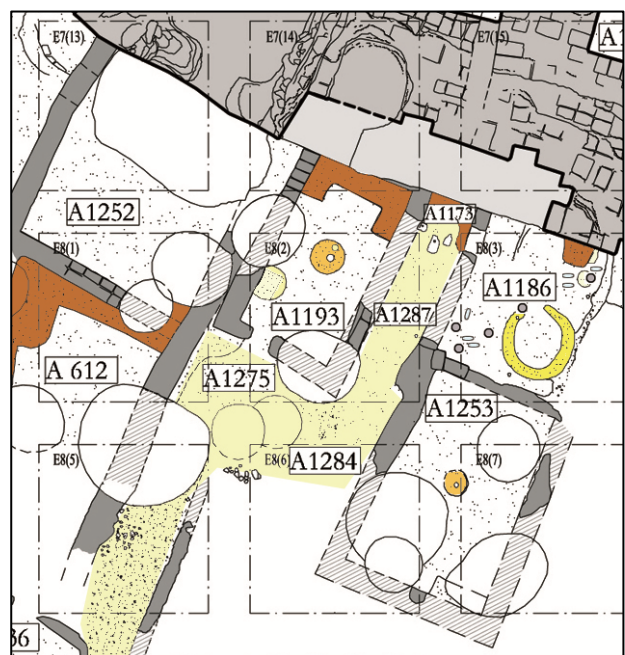 E7(13)
E7(14)
E7(15)
A1
A1252
A1173
E8(1)
E8(2)
E8(3)
A1186
A1193
A1287
A 612
A1275
A1253
E8(5)
E8(6)
A1284
E8(7)
36